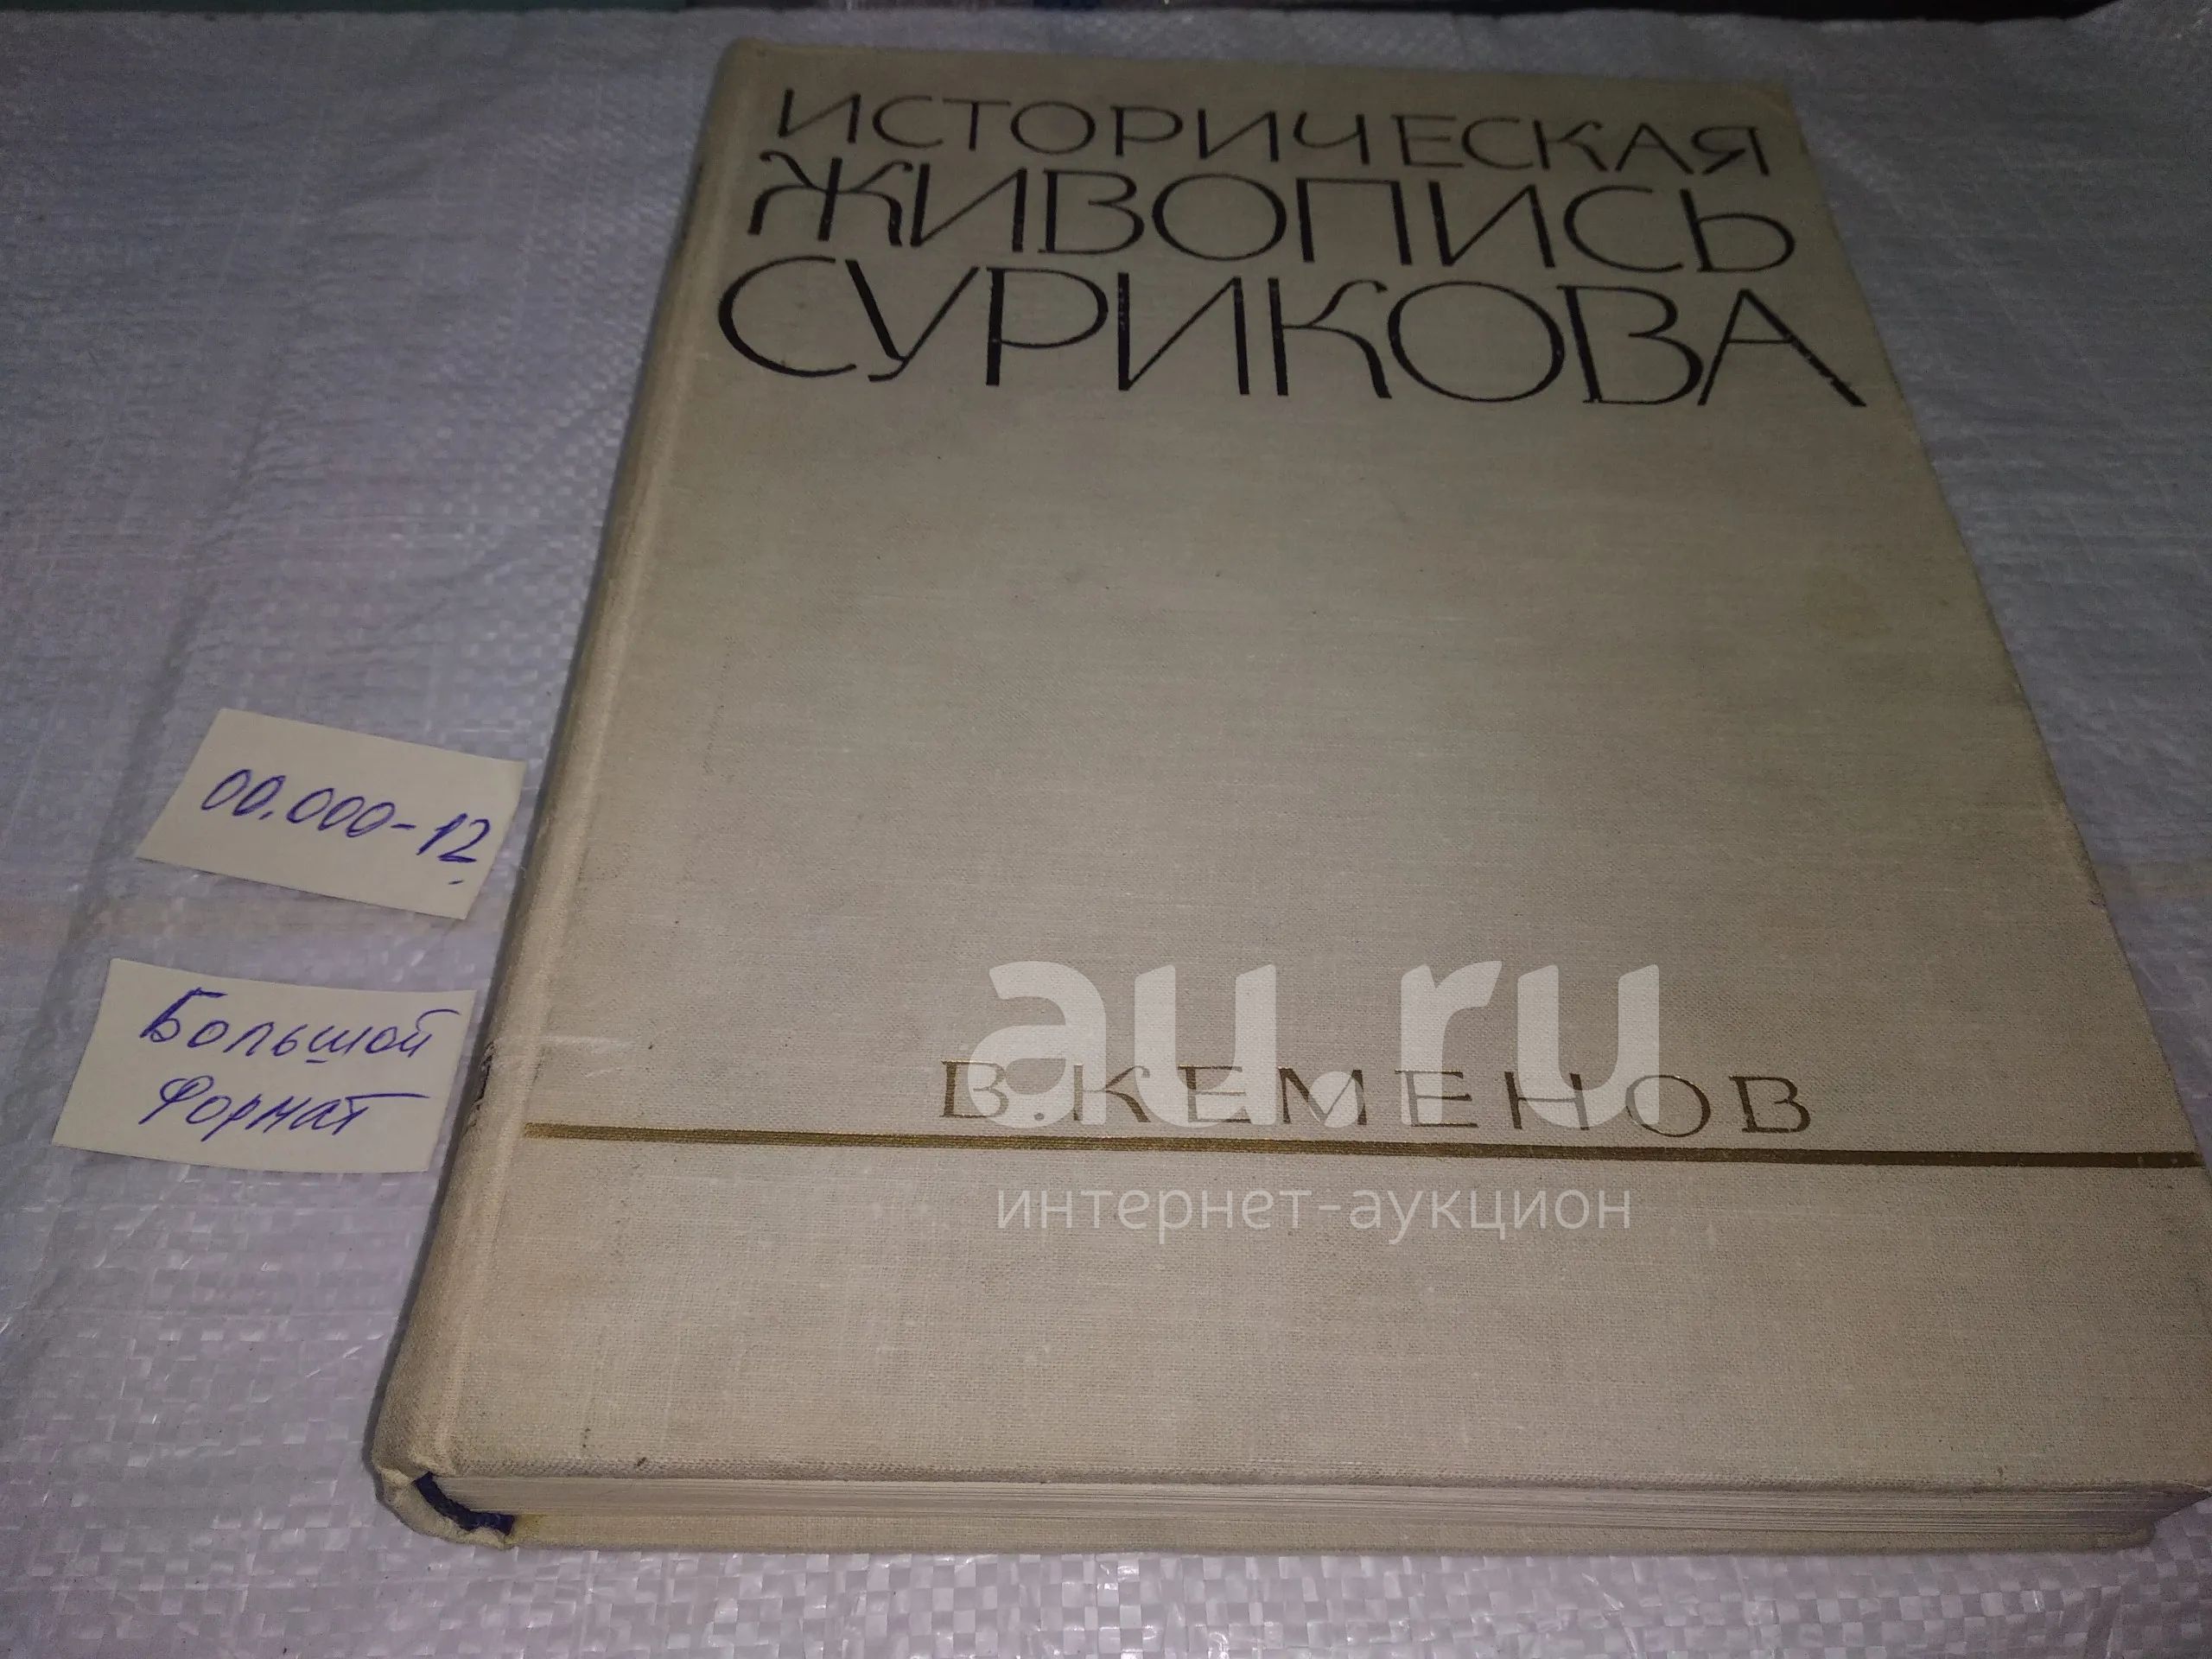 ИСТОРИЧЕСКАЯ
ЖИВОПИСЬ
СУРИКОВА
00.000-12
Большой
Формат
au.ru
В. КЕМЕНОВ
интернет-аукцион